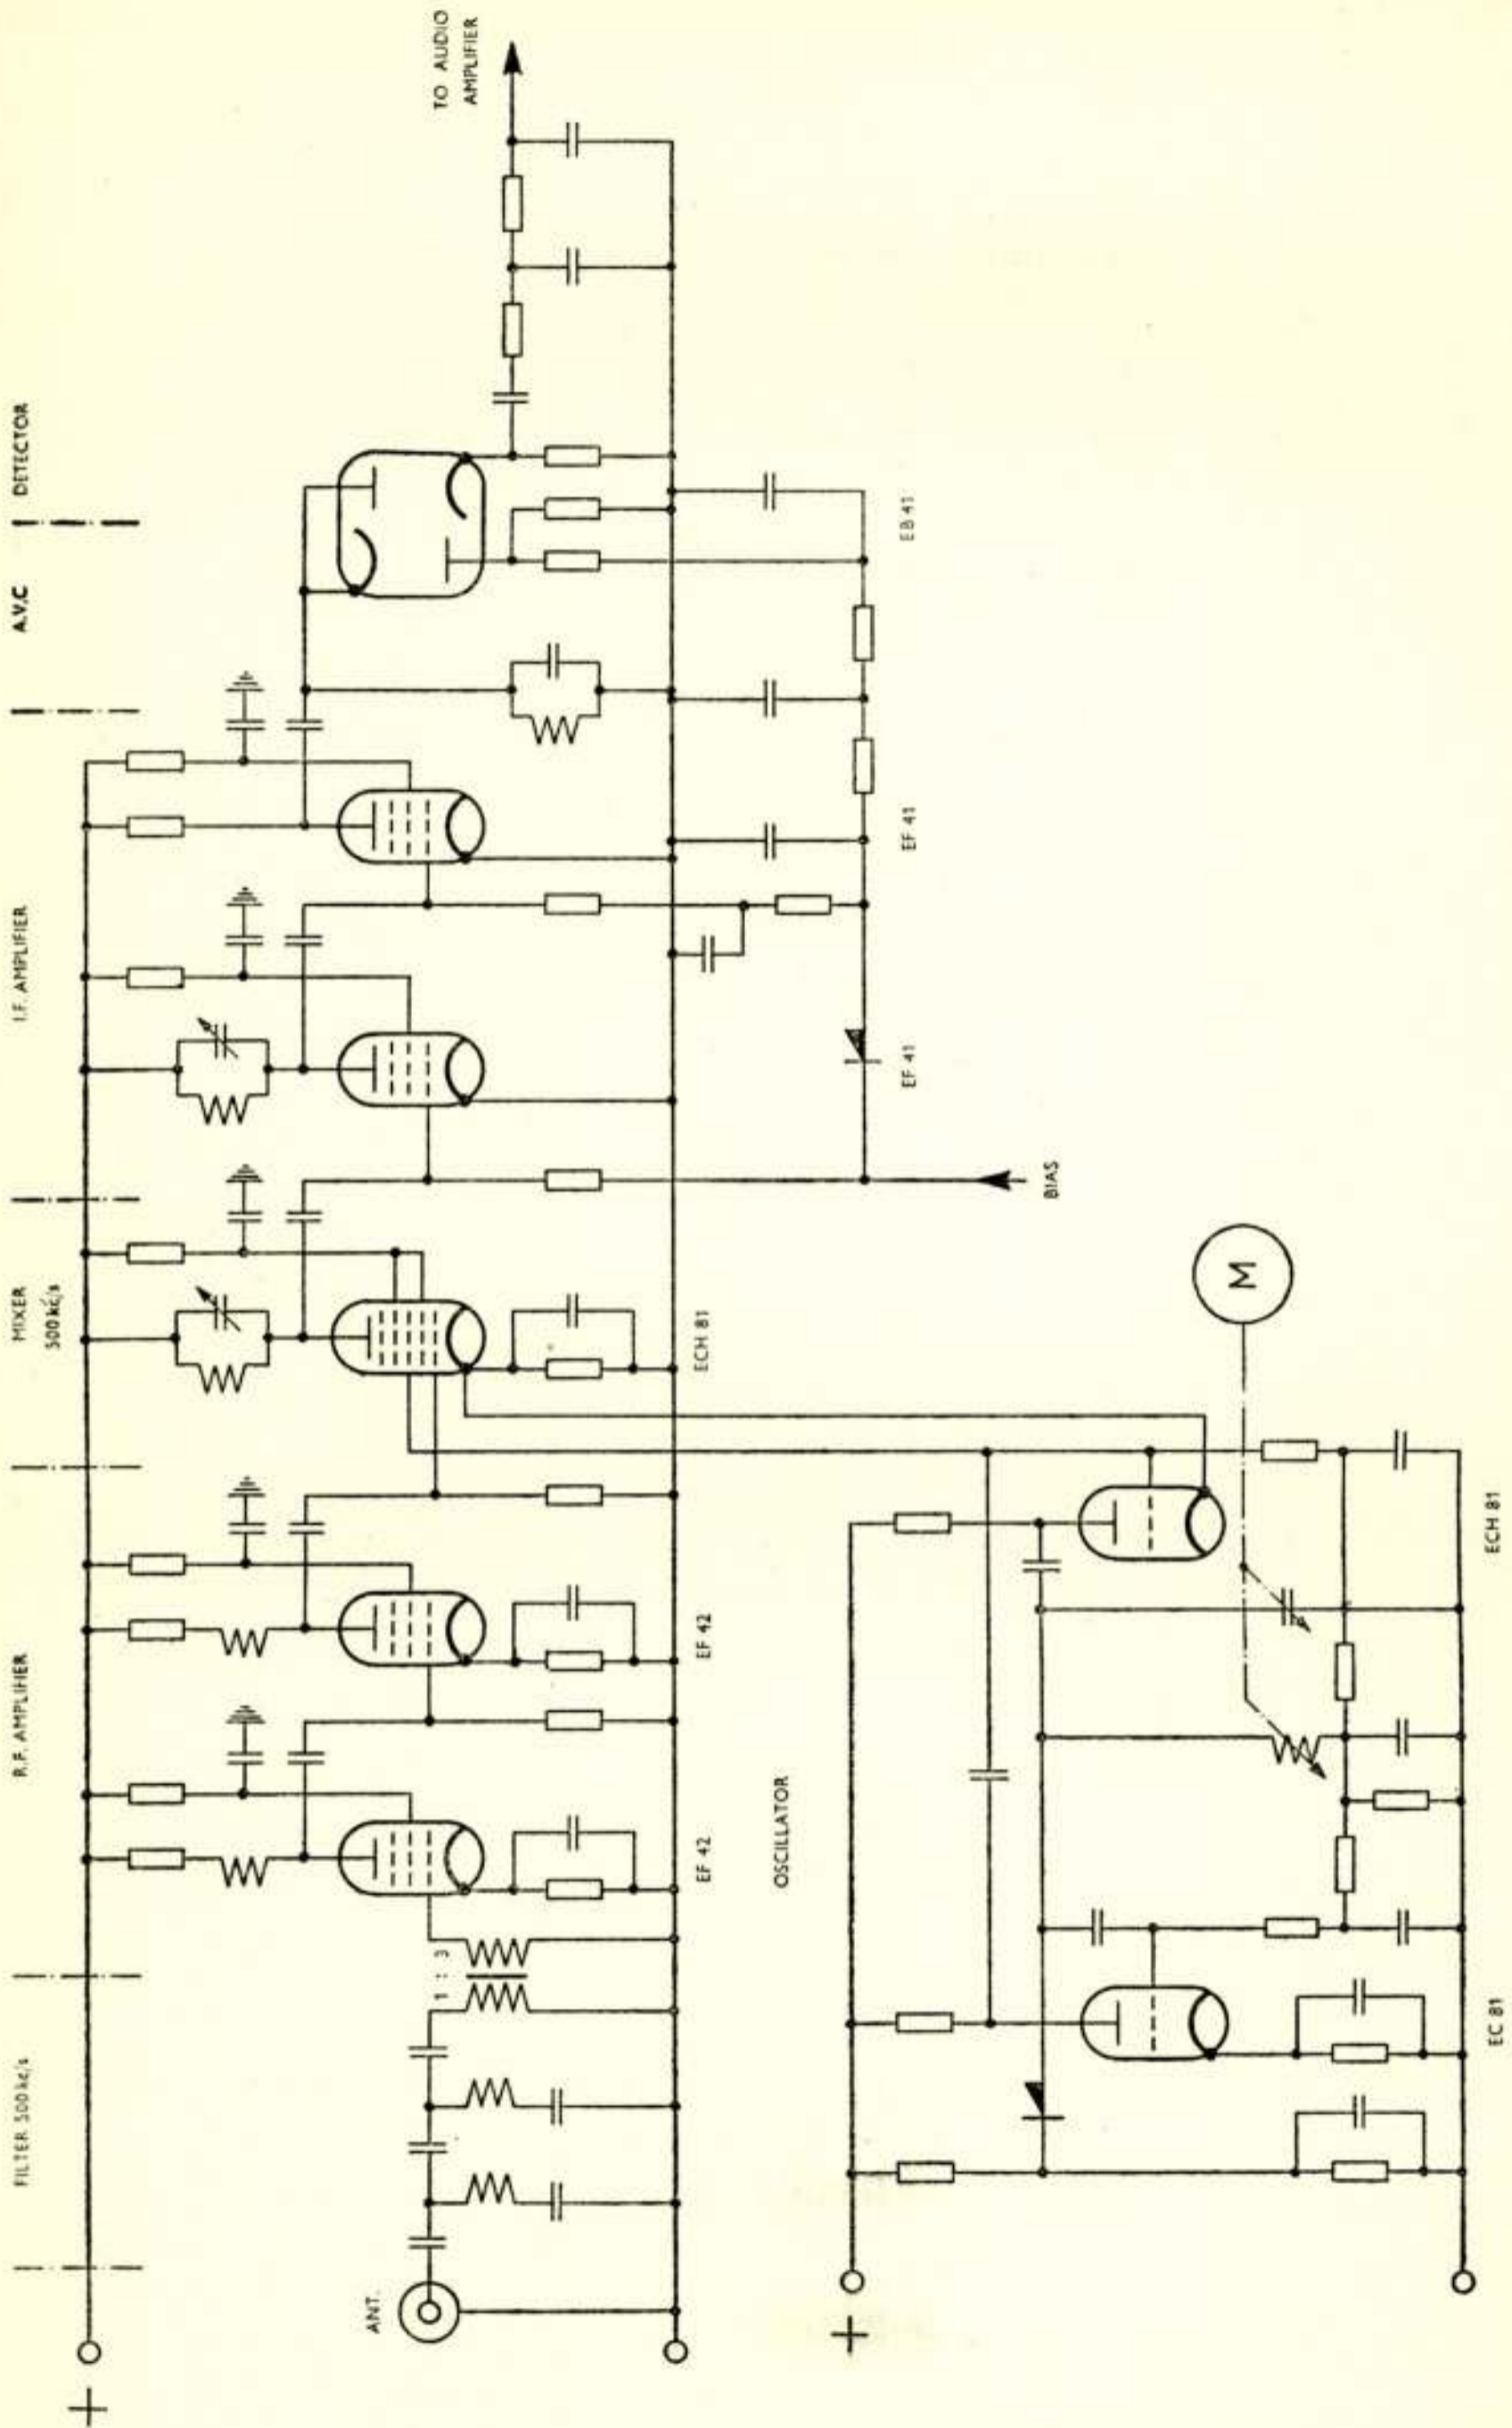 FILTER 500 kc/s
R.F. AMPLIFIER
MIXER
500 kc/s
I.F. AMPLIFIER
A.V.C
DETECTOR
+
ANT.
1 : 3
TO AUDIO
AMPLIFIER
EF 42
EF 42
ECH 81
EF 41
EF 41
EB 41
BIAS
OSCILLATOR
+
M
EC 81
ECH 81